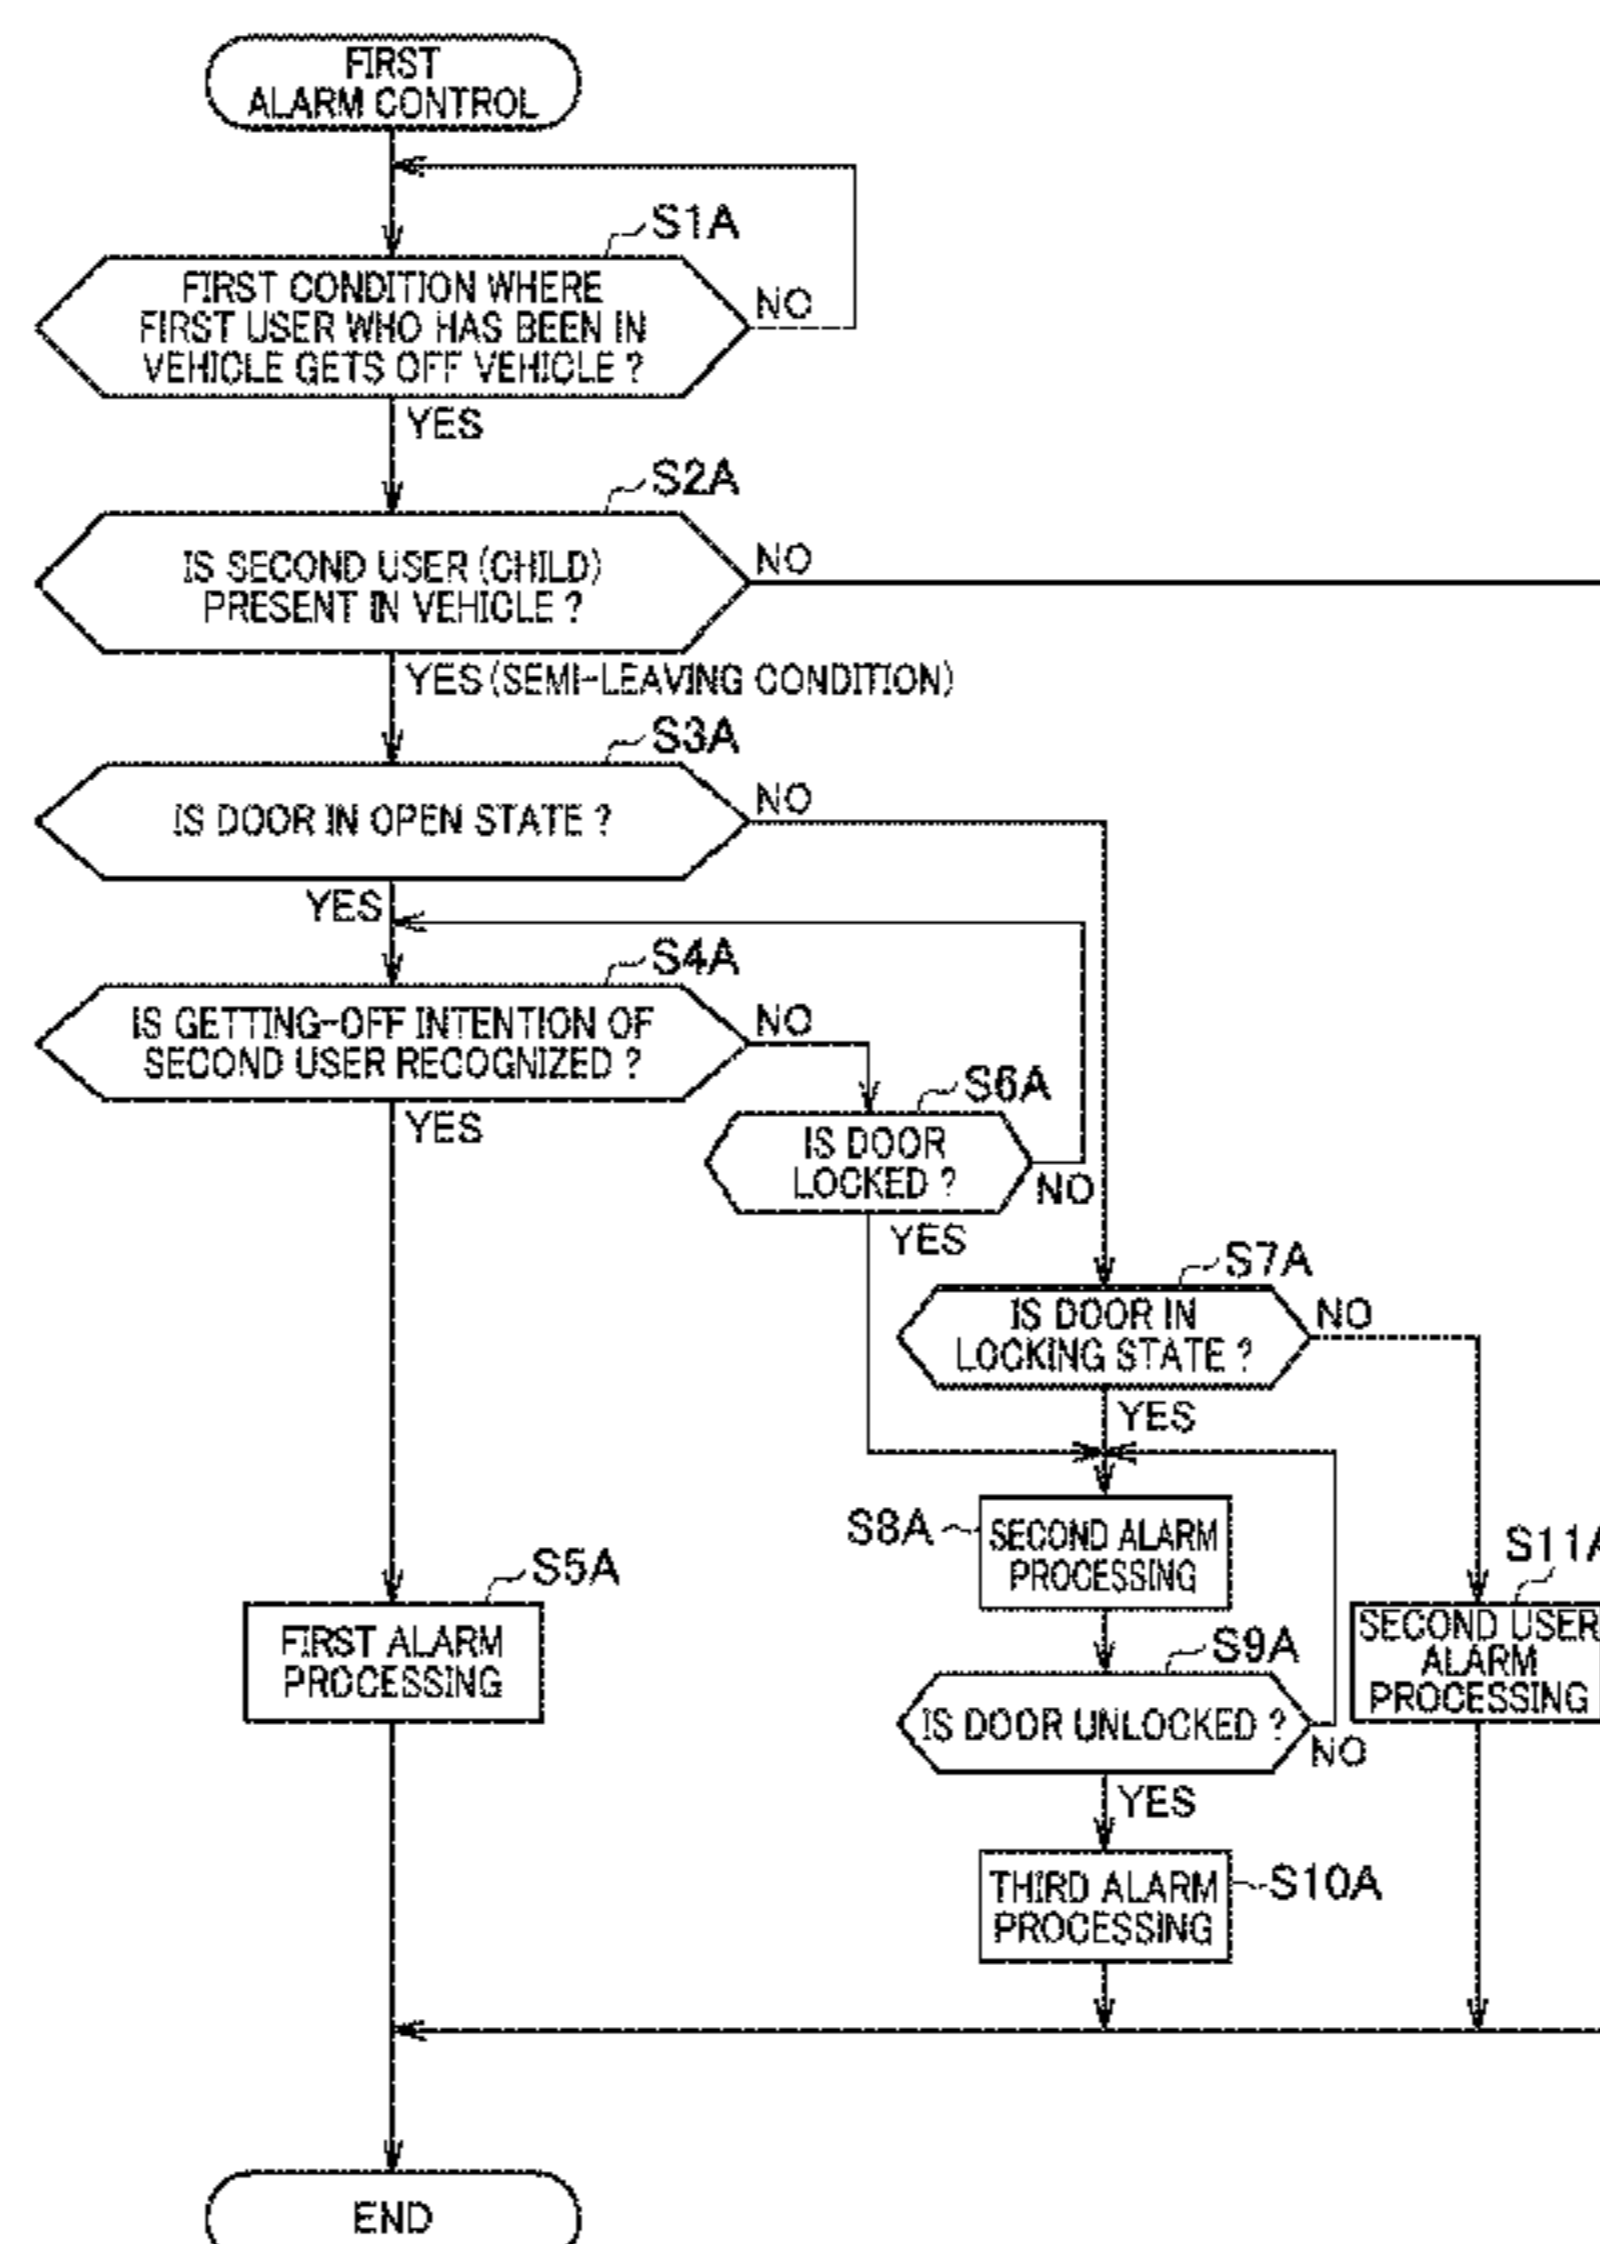 FIRST
ALARM CONTROL
S1A
FIRST CONDITION WHERE
FIRST USER WHO HAS BEEN IN
VEHICLE GETS OFF VEHICLE ?
NO
YES
S2A
IS SECOND USER (CHILD)
PRESENT IN VEHICLE ?
NO
YES (SEMI-LEAVING CONDITION)
S3A
IS DOOR IN OPEN STATE ?
NO
YES
S4A
IS GETTING-OFF INTENTION OF
SECOND USER RECOGNIZED ?
NO
YES
S6A
IS DOOR
LOCKED ?
NO
YES
S7A
IS DOOR IN
LOCKING STATE ?
NO
YES
S8A
SECOND ALARM
PROCESSING
S5A
FIRST ALARM
PROCESSING
S11A
SECOND USER
ALARM
PROCESSING
S9A
IS DOOR UNLOCKED ?
NO
YES
THIRD ALARM
PROCESSING
S10A
END